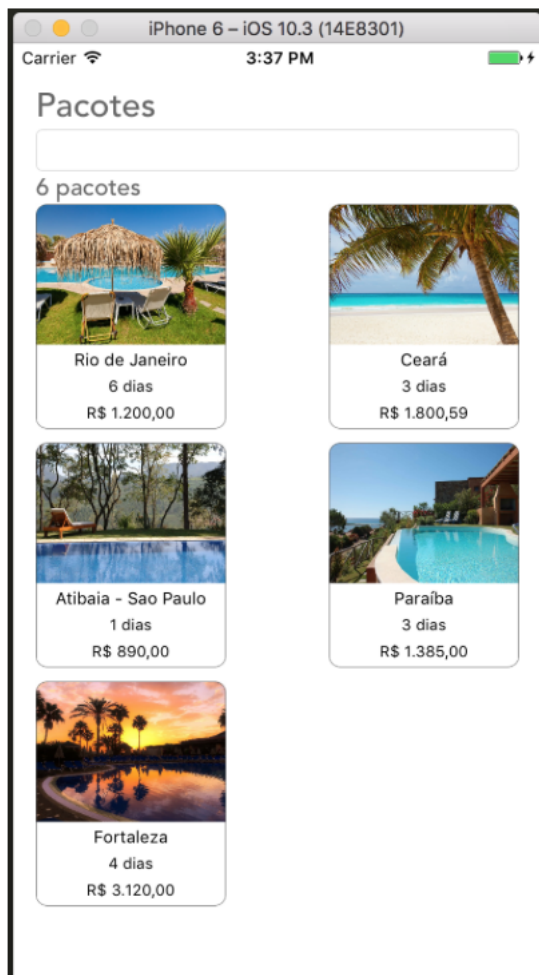 iPhone 6 – iOS 10.3 (14E8301)
Carrier 3:37 PM
Pacotes
6 pacotes
Rio de Janeiro
6 dias
R$ 1.200,00
Ceará
3 dias
R$ 1.800,59
Atibaia - Sao Paulo
1 dias
R$ 890,00
Paraíba
3 dias
R$ 1.385,00
Fortaleza
4 dias
R$ 3.120,00